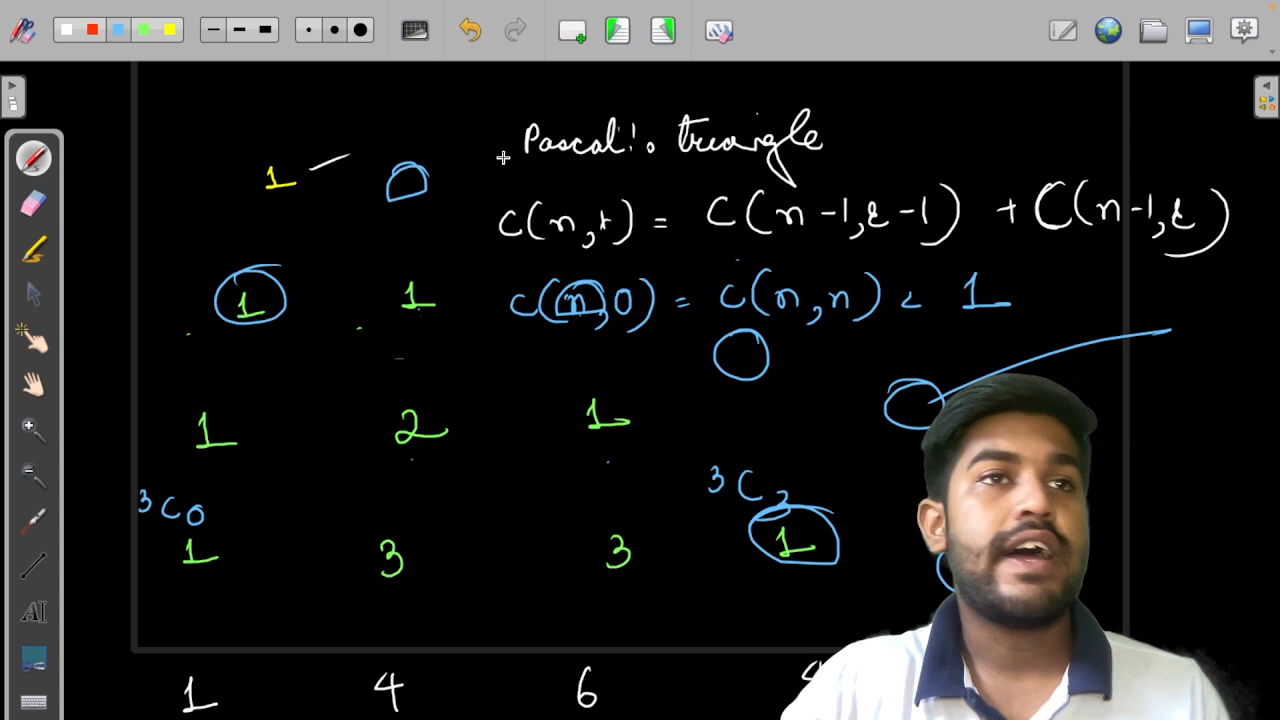 Pascal's triangle
1
C(n,r) = C(n-1,r-1) + C(n-1,r)
1 1
C(n,0) = C(n,n) = 1
1 2 1
3C0
3C3
1 3 3 1
1 4 6
AI